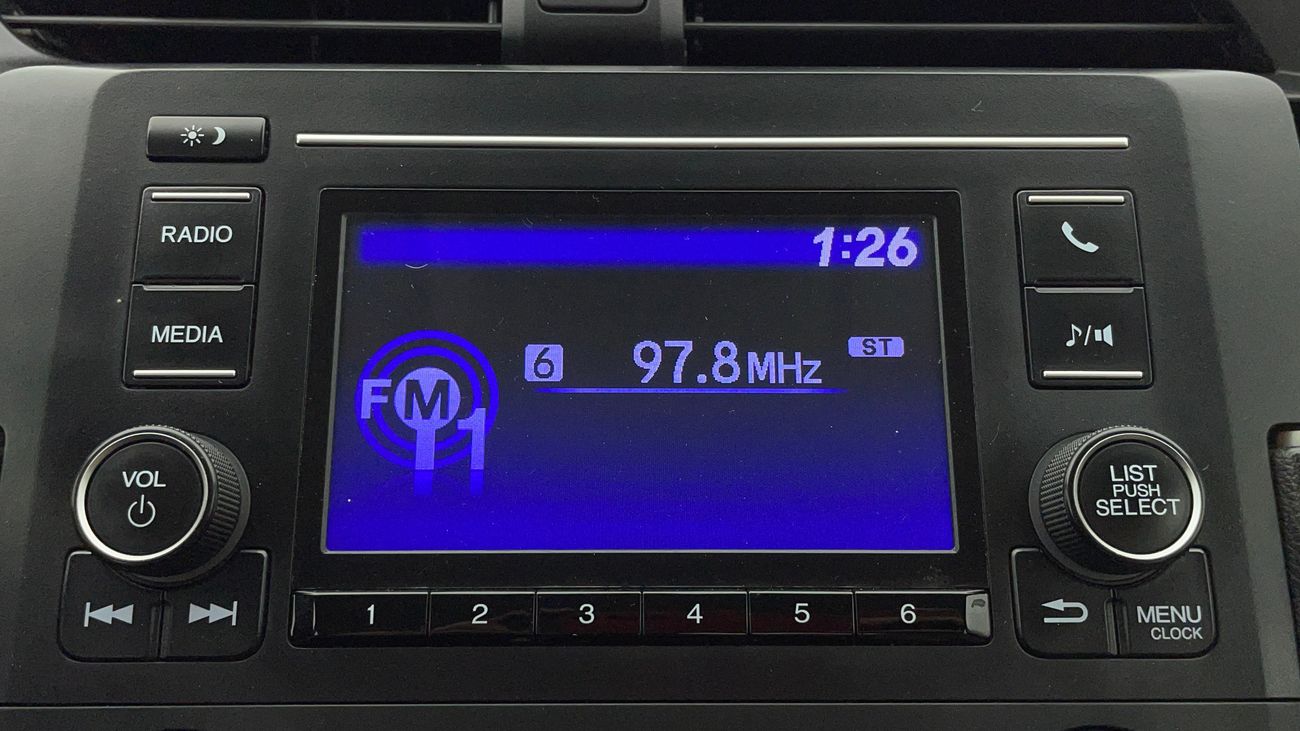 1:26
RADIO
MEDIA
6 97.8MHz ST
FM
1
VOL
LIST
PUSH
SELECT
1 2 3 4 5 6
MENU
CLOCK